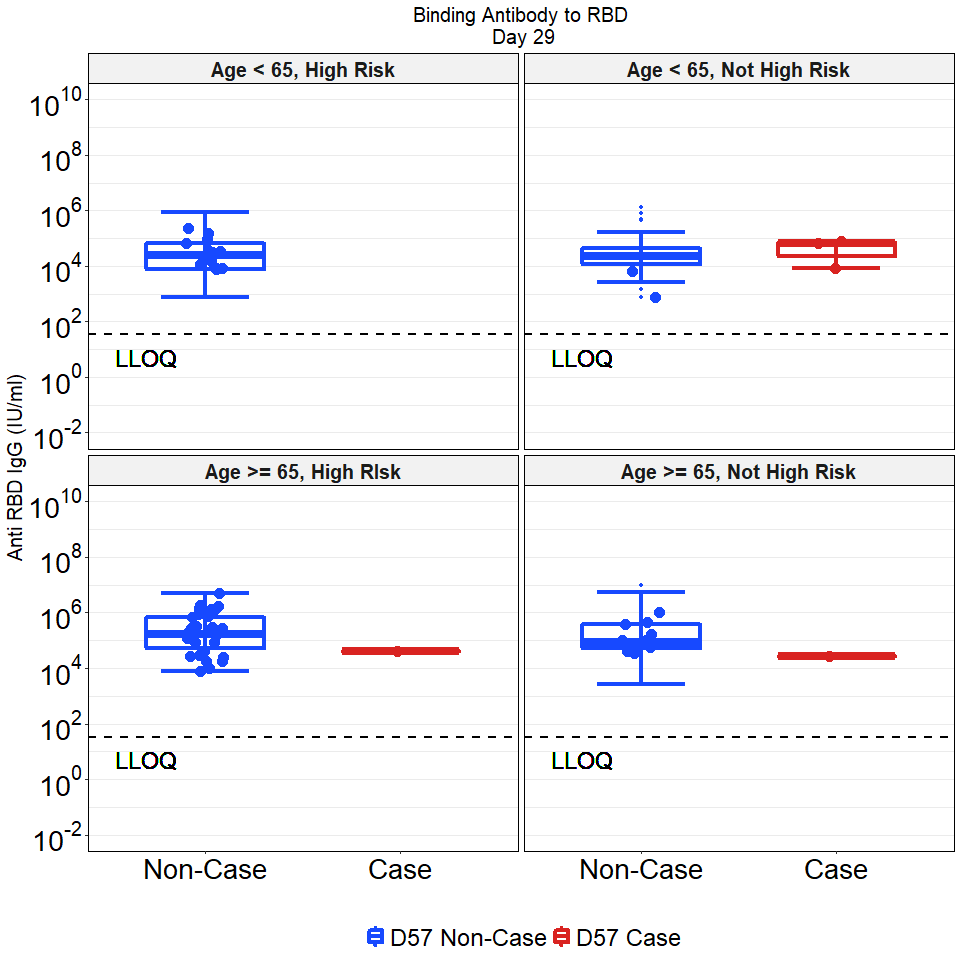 Binding Antibody to RBD
Day 29
Age < 65, High Risk
Age < 65, Not High Risk
10^10
10^8
10^6
10^4
10^2
10^0
10^-2
LLOQ
LLOQ
Anti RBD IgG (IU/ml)
Age >= 65, High RIsk
Age >= 65, Not High Risk
10^10
10^8
10^6
10^4
10^2
10^0
10^-2
LLOQ
LLOQ
Non-Case Case Non-Case Case
D57 Non-Case D57 Case